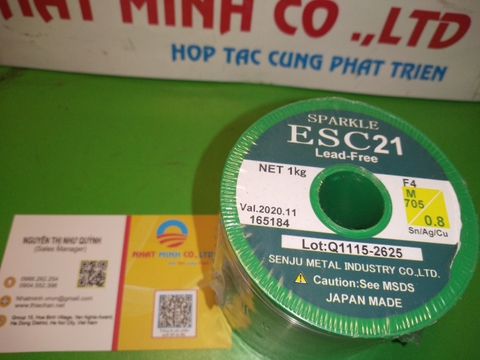 NHAT MINH CO .,LTD
HOP TAC CUNG PHAT TRIEN
SPARKLE
ESC21
Lead-Free
NET 1kg
F4
M
705
Val.2020.11
165184
0.8
Sn/Ag/Cu
Lot:Q1115-2625
SENJU METAL INDUSTRY CO.,LTD.
Caution:See MSDS
JAPAN MADE
NGUYỄN THỊ NHƯ QUỲNH
(Sales Manager)
NHAT MINH CO.,LTD